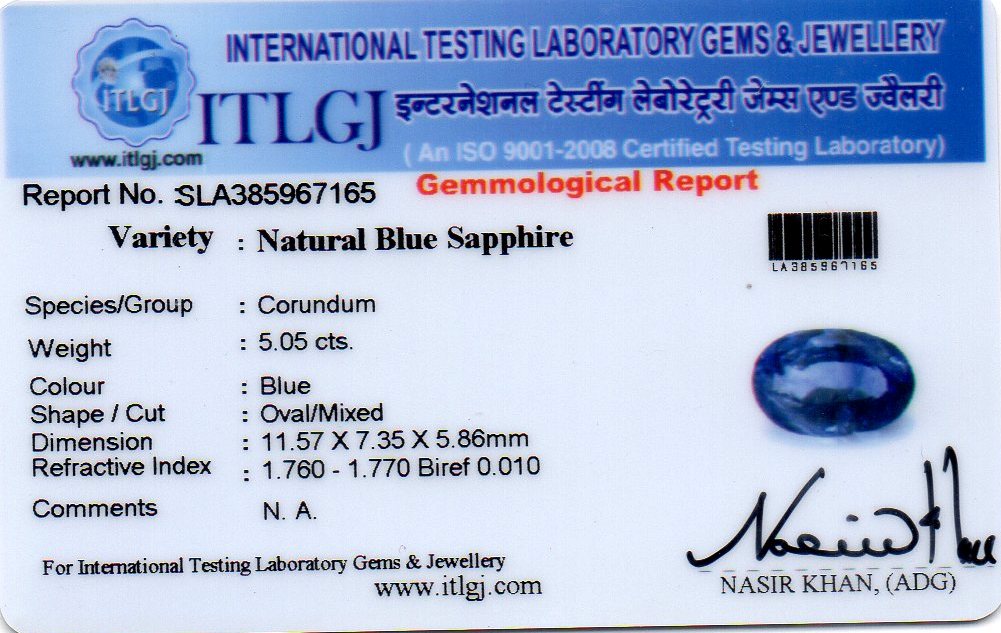 INTERNATIONAL TESTING LABORATORY GEMS & JEWELLERY
ITLGJ
ITLGJ इन्टरनेशनल टेस्टींग लेबोरेट्ररी जेम्स एण्ड ज्वैलरी
www.itlgj.com
( An ISO 9001-2008 Certified Testing Laboratory)
Report No. :SLA385967165
Gemmological Report
Variety : Natural Blue Sapphire
LA385967165
Species/Group : Corundum
Weight : 5.05 cts.
Colour : Blue
Shape / Cut : Oval/Mixed
Dimension : 11.57 X 7.35 X 5.86mm
Refractive Index : 1.760 - 1.770 Biref 0.010
Comments N. A.
For International Testing Laboratory Gems & Jewellery
www.itlgj.com
Nasir Khan
NASIR KHAN, (ADG)